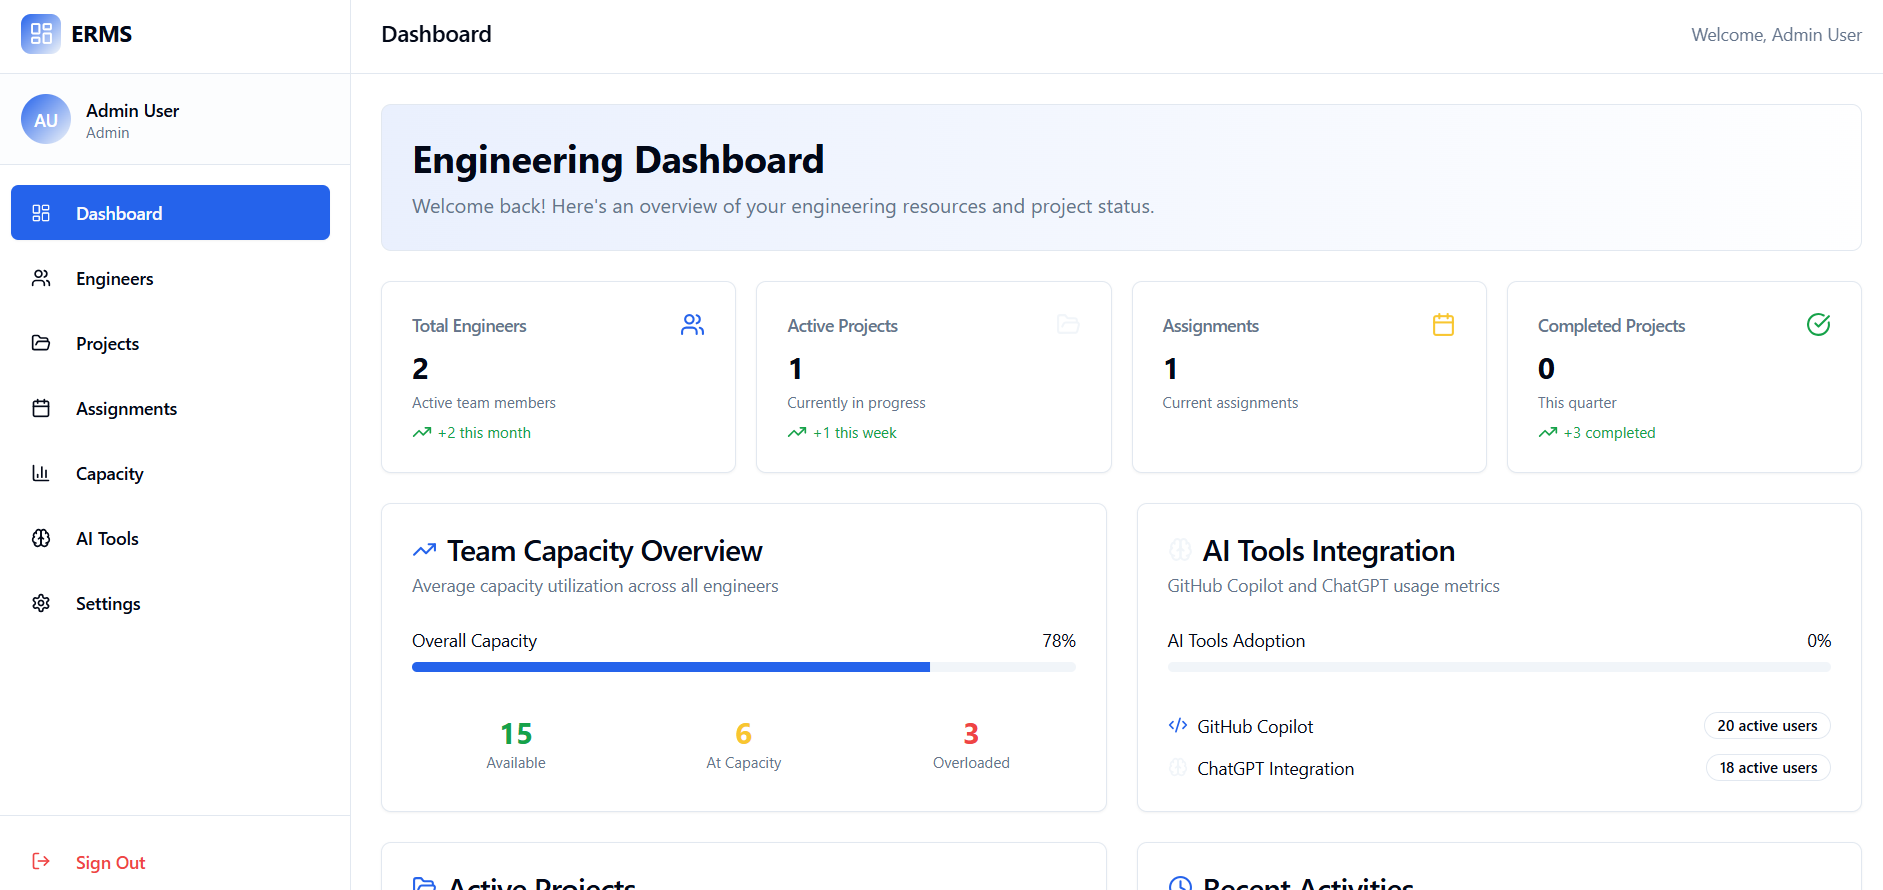 ERMS
Dashboard
Welcome, Admin User
AU
Admin User
Admin
Dashboard
Engineers
Projects
Assignments
Capacity
AI Tools
Settings
Sign Out
Engineering Dashboard
Welcome back! Here's an overview of your engineering resources and project status.
Total Engineers
2
Active team members
+2 this month
Active Projects
1
Currently in progress
+1 this week
Assignments
1
Current assignments
Completed Projects
0
This quarter
+3 completed
Team Capacity Overview
Average capacity utilization across all engineers
Overall Capacity 78%
15
Available
6
At Capacity
3
Overloaded
AI Tools Integration
GitHub Copilot and ChatGPT usage metrics
AI Tools Adoption 0%
GitHub Copilot 20 active users
ChatGPT Integration 18 active users
Active Projects
Recent Activities